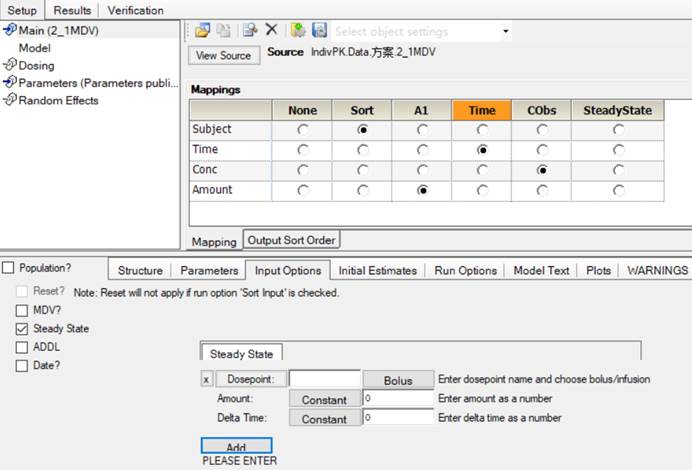 Setup Results Verification
Main (2_1MDV)
Model
Dosing
Parameters (Parameters publi...
Random Effects
Select object settings
View Source Source IndivPK.Data.方案.2_1MDV
Mappings
None Sort A1 Time CObs SteadyState
Subject
Time
Conc
Amount
Mapping Output Sort Order
Population?
Structure Parameters Input Options Initial Estimates Run Options Model Text Plots WARNINGS
Reset? Note: Reset will not apply if run option 'Sort Input' is checked.
MDV?
Steady State
ADDL
Date?
Steady State
x Dosepoint: Bolus Enter dosepoint name and choose bolus/infusion
Amount: Constant 0 Enter amount as a number
Delta Time: Constant 0 Enter delta time as a number
Add
PLEASE ENTER